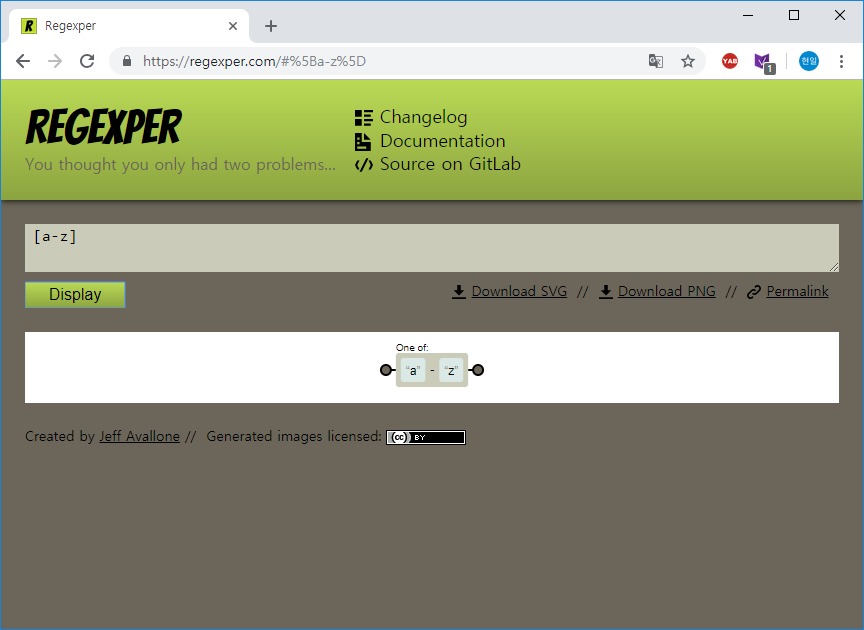 Regexper
https://regexper.com/#%5Ba-z%5D
YAB
1
현일
REGEXPER
You thought you only had two problems...
Changelog
Documentation
Source on GitLab
[a-z]
Display
Download SVG // Download PNG // Permalink
One of:
“a” - “z”
Created by Jeff Avallone // Generated images licensed: (cc) BY